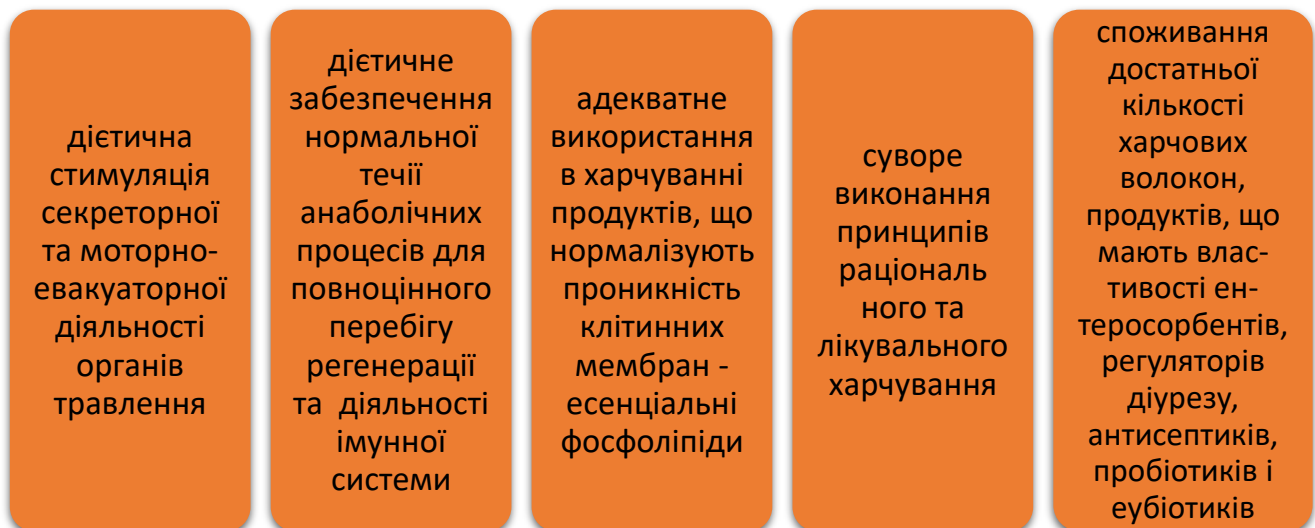 дієтична
стимуляція
секреторної
та моторно-
евакуаторної
діяльності
органів
травлення
дієтичне
забезпечення
нормальної
течії
анаболічних
процесів для
повноцінного
перебігу
регенерації
та діяльності
імунної
системи
адекватне
використання
в харчуванні
продуктів, що
нормалізують
проникність
клітинних
мембран -
есенціальні
фосфоліпіди
суворе
виконання
принципів
раціональ
ного та
лікувального
харчування
споживання
достатньої
кількості
харчових
волокон,
продуктів, що
мають влас-
тивості ен-
теросорбентів,
регуляторів
діурезу,
антисептиків,
пробіотиків і
еубіотиків